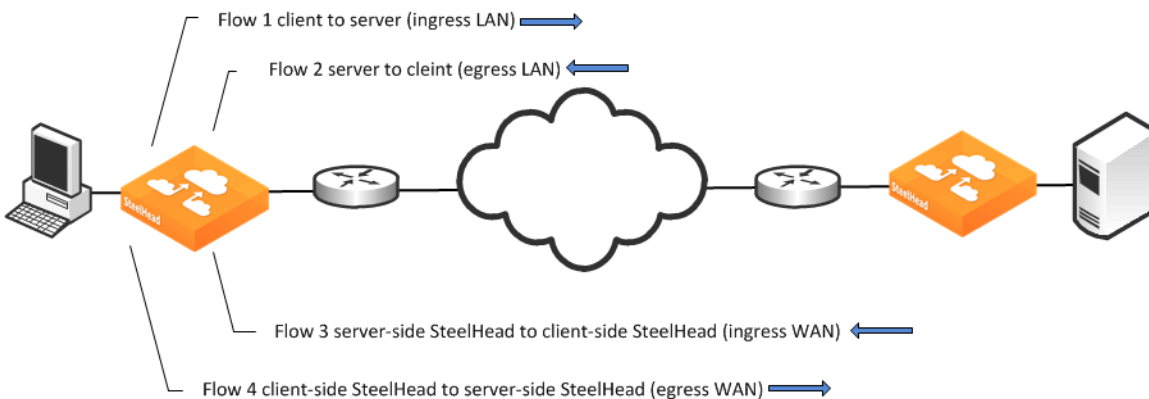 Flow 1 client to server (ingress LAN)
Flow 2 server to cleint (egress LAN)
SteelHead
SteelHead
Flow 3 server-side SteelHead to client-side SteelHead (ingress WAN)
Flow 4 client-side SteelHead to server-side SteelHead (egress WAN)